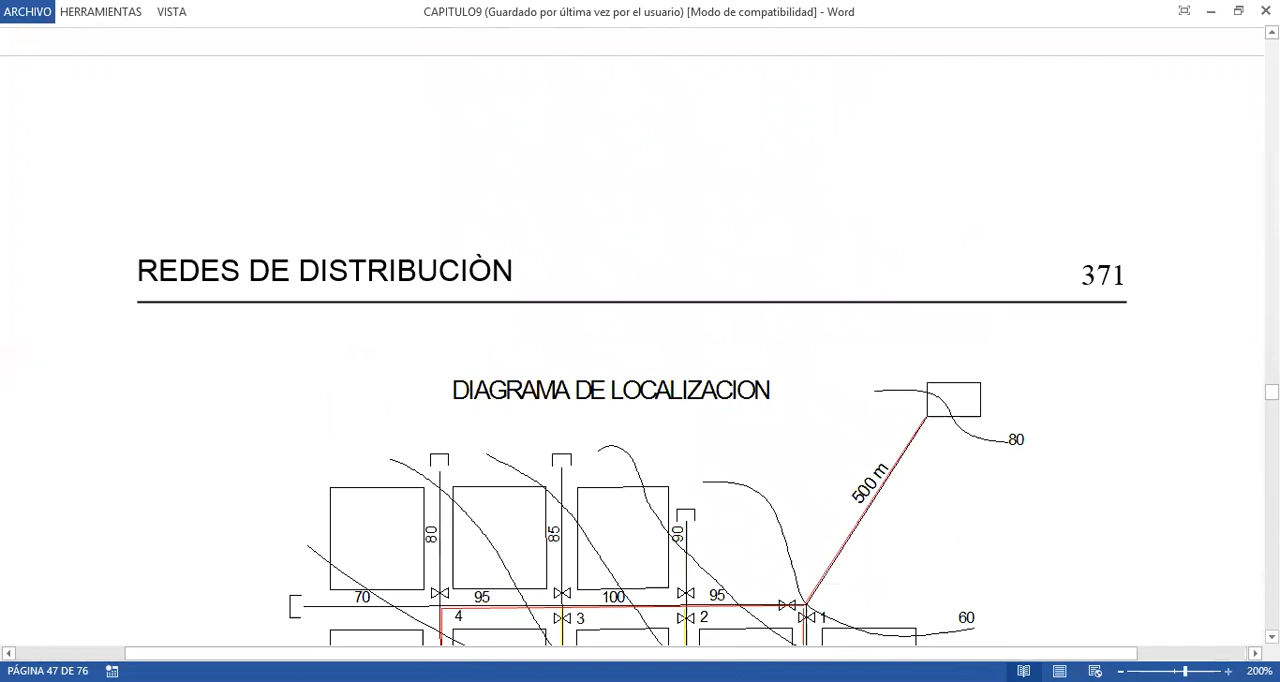 ARCHIVO HERRAMIENTAS VISTA CAPITULO9 (Guardado por última vez por el usuario) [Modo de compatibilidad] - Word
REDES DE DISTRIBUCIÒN 371
DIAGRAMA DE LOCALIZACION
80
500 m
80 85 90
70 95 100 95
4 3 2 1 60
PÁGINA 47 DE 76 200%